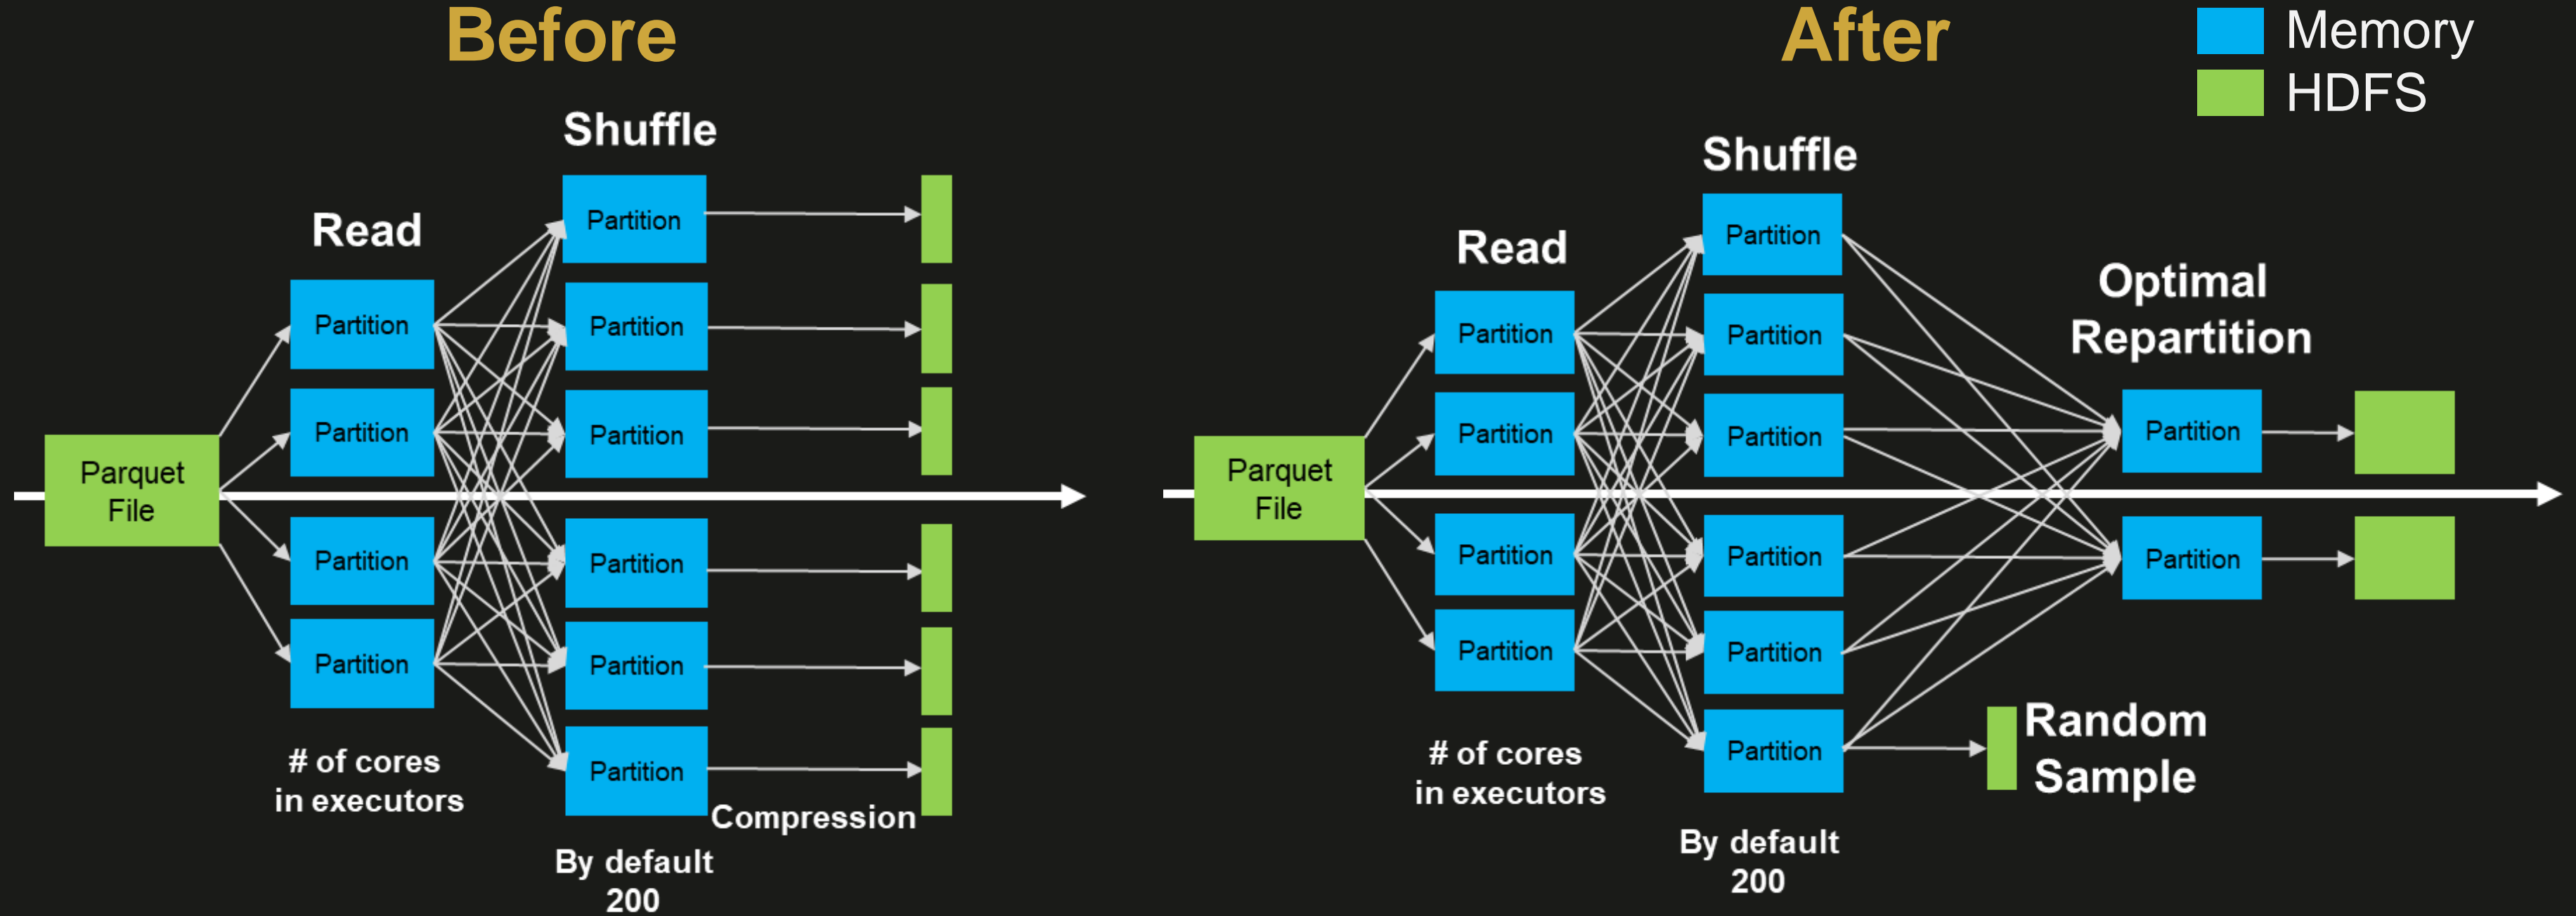 Before
Shuffle
Read
Partition
Partition
Partition
Partition
Parquet
File
Partition
Partition
Partition
Partition
Partition
Partition
# of cores
in executors
Compression
By default
200
After
Memory
HDFS
Shuffle
Read
Optimal
Repartition
Partition
Partition
Partition
Partition
Parquet
File
Partition
Partition
Partition
Partition
Partition
Partition
Partition
Partition
Random
Sample
# of cores
in executors
By default
200